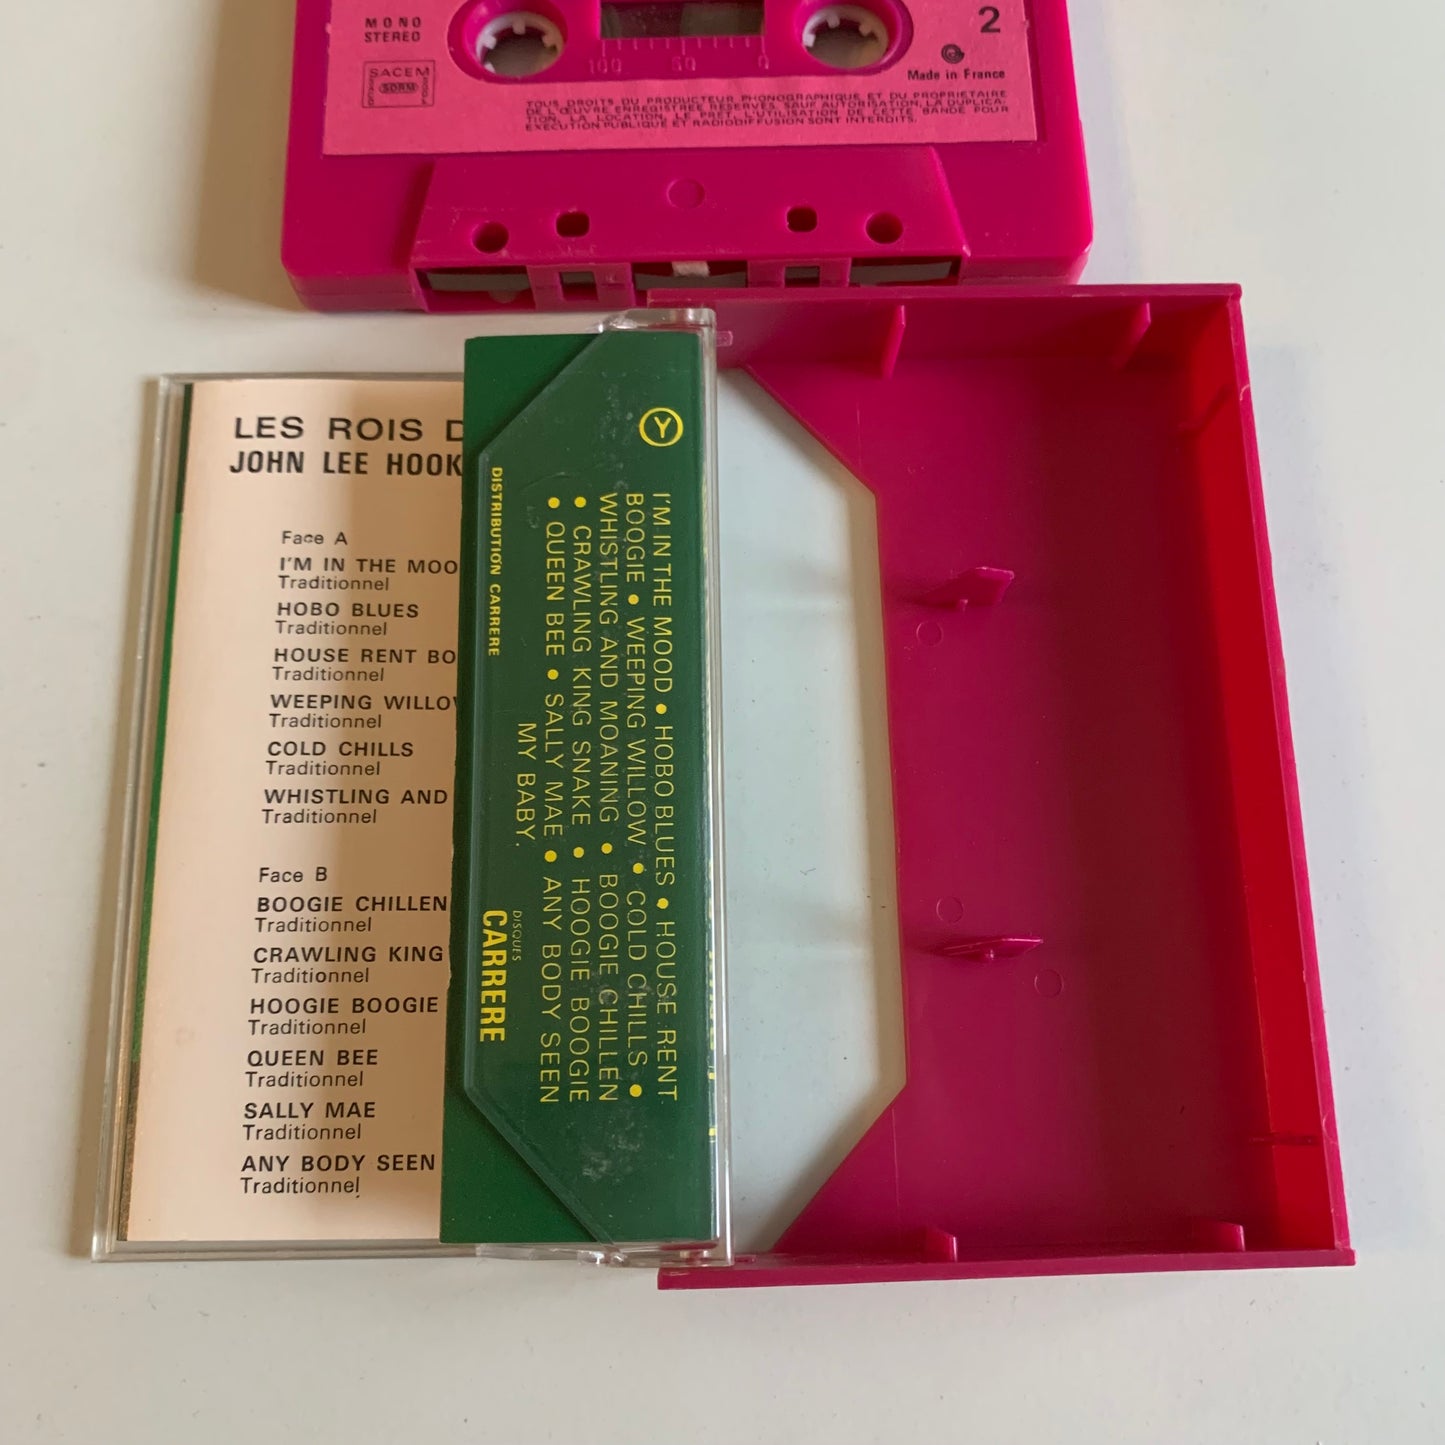 MONO
STEREO
2
SACEM
SDRM
100 50 0
Made in France
TOUS DROITS DU PRODUCTEUR PHONOGRAPHIQUE ET DU PROPRIETAIRE
DE L'ŒUVRE ENREGISTREE RESERVES. SAUF AUTORISATION, LA DUPLICA-
TION, LA LOCATION, LE PRET, L'UTILISATION DE CETTE BANDE POUR
EXECUTION PUBLIQUE ET RADIODIFFUSION SONT INTERDITS.
LES ROIS D
JOHN LEE HOOK
Face A
I'M IN THE MOO
Traditionnel
HOBO BLUES
Traditionnel
HOUSE RENT BO
Traditionnel
WEEPING WILLOW
Traditionnel
COLD CHILLS
Traditionnel
WHISTLING AND
Traditionnel
Face B
BOOGIE CHILLEN
Traditionnel
CRAWLING KING
Traditionnel
HOOGIE BOOGIE
Traditionnel
QUEEN BEE
Traditionnel
SALLY MAE
Traditionnel
ANY BODY SEEN
Traditionnel
Y
I'M IN THE MOOD • HOBO BLUES • HOUSE RENT
BOOGIE • WEEPING WILLOW • COLD CHILLS •
WHISTLING AND MOANING • BOOGIE CHILLEN
• CRAWLING KING SNAKE • HOOGIE BOOGIE
• QUEEN BEE • SALLY MAE • ANY BODY SEEN
MY BABY.
DISTRIBUTION CARRERE
DISQUES
CARRERE